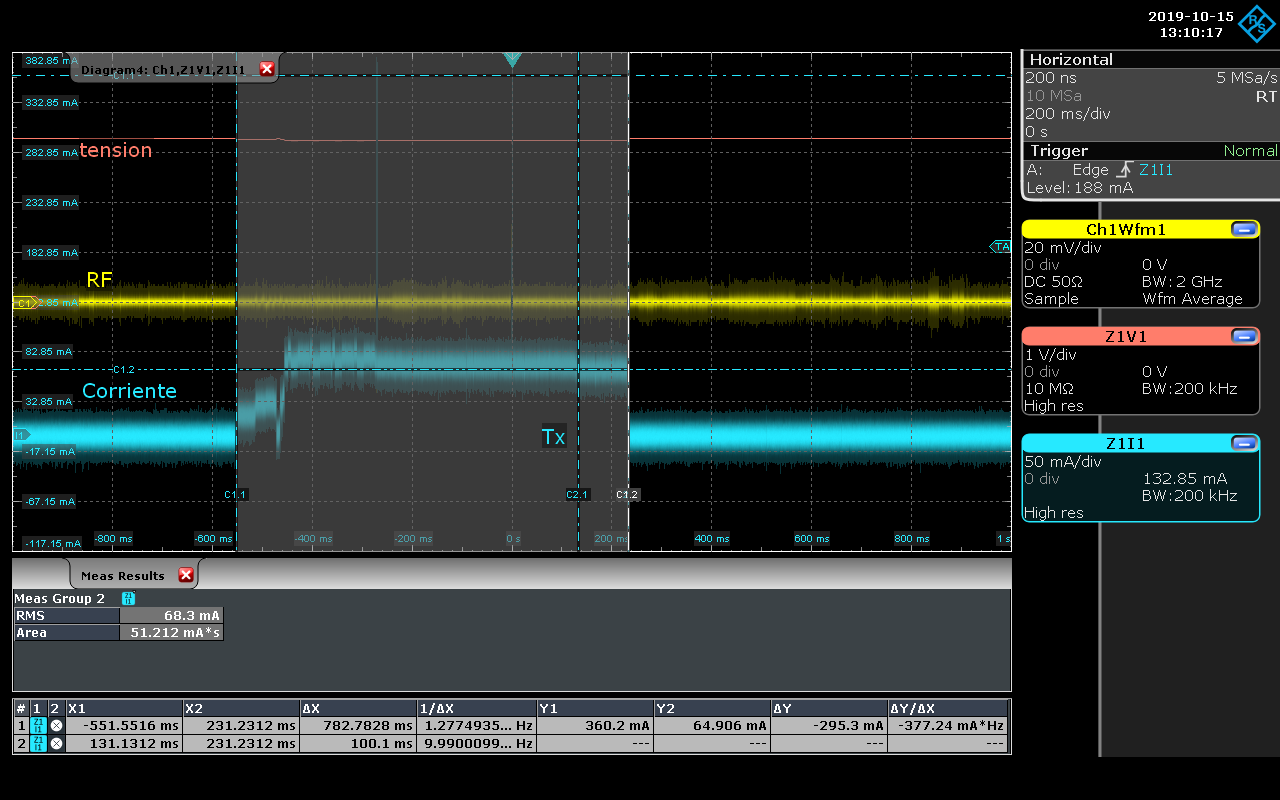 2019-10-15
13:10:17
R&S
Diagram4: Ch1,Z1V1,Z1I1
C1.1
382.85 mA
332.85 mA
282.85 mA
tension
232.85 mA
182.85 mA
TA
RF
C1
82.85 mA
C1.2
Corriente
32.85 mA
I1
Tx
-17.15 mA
C1.1
C2.1
C1.2
-67.15 mA
-117.15 mA
-800 ms
-600 ms
-400 ms
-200 ms
0 s
200 ms
400 ms
600 ms
800 ms
1 s
Horizontal
200 ns 5 MSa/s
10 MSa RT
200 ms/div
0 s
Trigger Normal
A: Edge Z1I1
Level: 188 mA
Ch1Wfm1
20 mV/div
0 div 0 V
DC 50Ω BW: 2 GHz
Sample Wfm Average
Z1V1
1 V/div
0 div 0 V
10 MΩ BW:200 kHz
High res
Z1I1
50 mA/div
0 div 132.85 mA
BW:200 kHz
High res
Meas Results
Meas Group 2 Z1 I1
RMS 68.3 mA
Area 51.212 mA*s
# 1 2 X1 X2 ΔX 1/ΔX Y1 Y2 ΔY ΔY/ΔX
1 Z1 I1 -551.5516 ms 231.2312 ms 782.7828 ms 1.2774935... Hz 360.2 mA 64.906 mA -295.3 mA -377.24 mA*Hz
2 Z1 I1 131.1312 ms 231.2312 ms 100.1 ms 9.9900099... Hz --- --- --- ---